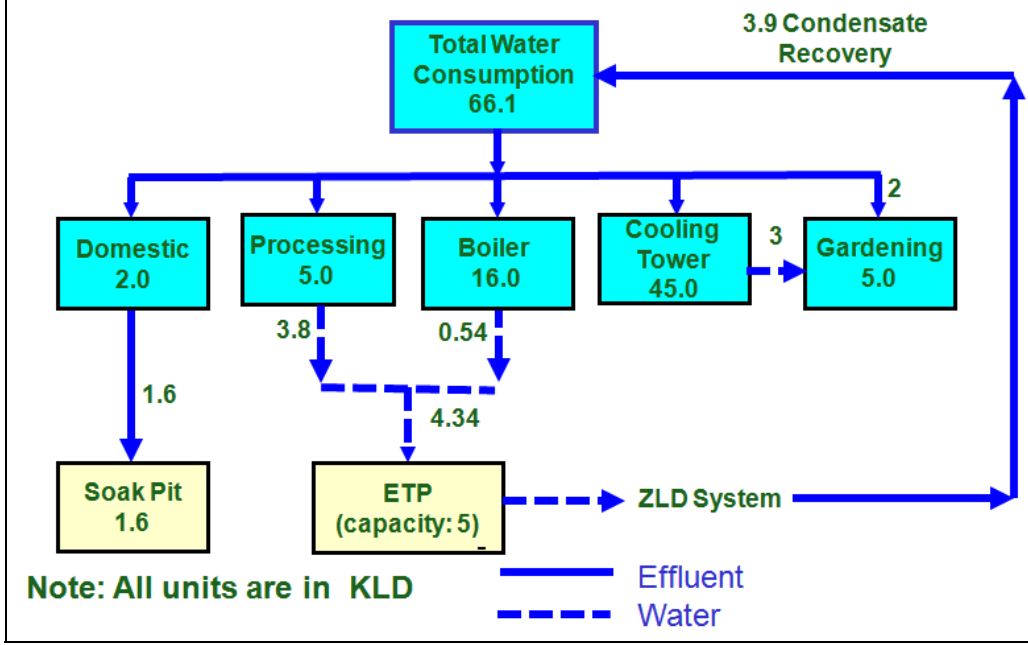 3.9 Condensate
Recovery
Total Water
Consumption
66.1
2
Domestic
2.0
Processing
5.0
Boiler
16.0
Cooling
Tower
45.0
3
Gardening
5.0
3.8
0.54
1.6
4.34
Soak Pit
1.6
ETP
(capacity: 5)
ZLD System
Note: All units are in KLD
Effluent
Water